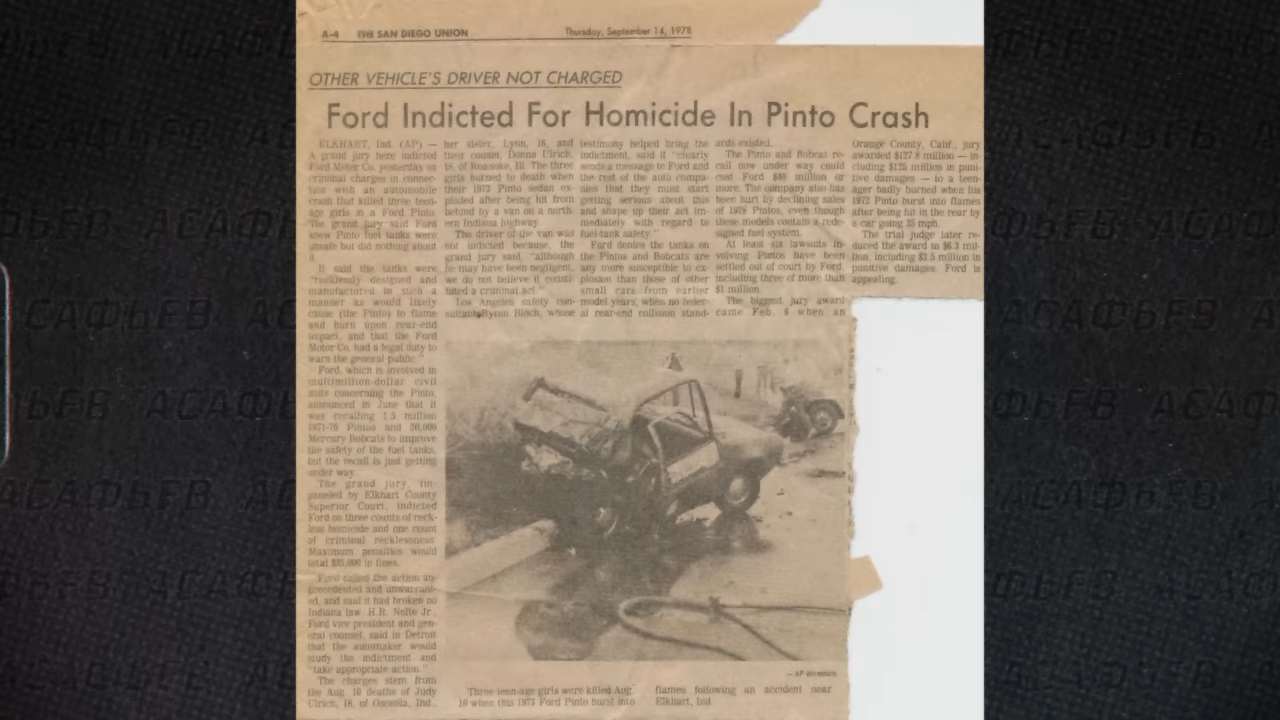 A-4 THE SAN DIEGO UNION Thursday, September 14, 1978
OTHER VEHICLE'S DRIVER NOT CHARGED
Ford Indicted For Homicide In Pinto Crash
ELKHART, Ind. (AP) —
A grand jury here indicted
Ford Motor Co. yesterday on
criminal charges in connec-
tion with an automobile
crash that killed three teen-
age girls in a Ford Pinto.
The grand jury said Ford
knew Pinto fuel tanks were
unsafe but did nothing about
it.
It said the tanks were
"recklessly designed and
manufactured in such a
manner as would likely
cause (the Pinto) to flame
and burn upon rear-end
impact, and that the Ford
Motor Co. had a legal duty to
warn the general public."
Ford, which is involved in
multimillion-dollar civil
suits concerning the Pinto,
announced in June that it
was recalling 1.5 million
1971-76 Pintos and 30,000
Mercury Bobcats to improve
the safety of the fuel tanks,
but the recall is just getting
under way.
The grand jury, im-
paneled by Elkhart County
Superior Court, indicted
Ford on three counts of reck-
less homicide and one count
of criminal recklessness.
Maximum penalties would
total $35,000 in fines.
Ford called the action un-
precedented and unwarrant-
ed, and said it had broken no
Indiana law. H.R. Nolte Jr.,
Ford vice president and gen-
eral counsel, said in Detroit
that the automaker would
study the indictment and
"take appropriate action."
The charges stem from
the Aug. 10 deaths of Judy
Ulrich, 18, of Osceola, Ind.,
her sister, Lynn, 16, and
their cousin, Donna Ulrich,
18, of Roanoke, Ill. The three
girls burned to death when
their 1973 Pinto sedan ex-
ploded after being hit from
behind by a van on a north-
ern Indiana highway.
The driver of the van was
not indicted because, the
grand jury said, "although
he may have been negligent,
we do not believe it consti-
tuted a criminal act."
Los Angeles safety con-
sultant Byron Bloch, whose
testimony helped bring the
indictment, said it "clearly
sends a message to Ford and
the rest of the auto compa-
nies that they must start
getting serious about this
and shape up their act im-
mediately with regard to
fuel-tank safety."
Ford denies the tanks on
the Pintos and Bobcats are
any more susceptible to ex-
plosion than those of other
small cars from earlier
model years, when no feder-
al rear-end collision stand-
ards existed.
The Pinto and Bobcat re-
call now under way could
cost Ford $40 million or
more. The company also has
been hurt by declining sales
of 1978 Pintos, even though
these models contain a rede-
signed fuel system.
At least six lawsuits in-
volving Pintos have been
settled out of court by Ford,
including three of more than
$1 million.
The biggest jury award
came Feb. 6 when an
Orange County, Calif., jury
awarded $127.8 million — in-
cluding $125 million in puni-
tive damages — to a teen-
ager badly burned when his
1972 Pinto burst into flames
after being hit in the rear by
a car going 35 mph.
The trial judge later re-
duced the award to $6.3 mil-
lion, including $3.5 million in
punitive damages. Ford is
appealing.
—AP Wirephoto
Three teen-age girls were killed Aug.
10 when this 1973 Ford Pinto burst into
flames following an accident near
Elkhart, Ind.
АСАФЬЕВ